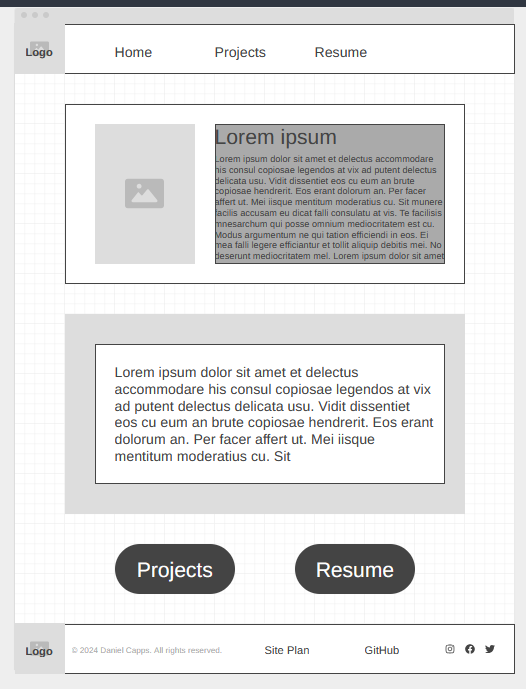 Logo
Home
Projects
Resume
Lorem ipsum
Lorem ipsum dolor sit amet et delectus accommodare
his consul copiosae legendos at vix ad putent delectus
delicata usu. Vidit dissentiet eos cu eum an brute
copiosae hendrerit. Eos erant dolorum an. Per facer
affert ut. Mei iisque mentitum moderatius cu. Sit munere
facilis accusam eu dicat falli consulatu at vis. Te facilisis
mnesarchum qui posse omnium mediocritatem est cu.
Modus argumentum ne qui tation efficiendi in eos. Ei
mea falli legere efficiantur et tollit aliquip debitis mei. No
deserunt mediocritatem mel. Lorem ipsum dolor sit amet
Lorem ipsum dolor sit amet et delectus
accommodare his consul copiosae legendos at vix
ad putent delectus delicata usu. Vidit dissentiet
eos cu eum an brute copiosae hendrerit. Eos erant
dolorum an. Per facer affert ut. Mei iisque
mentitum moderatius cu. Sit
Projects
Resume
Logo
© 2024 Daniel Capps. All rights reserved.
Site Plan
GitHub